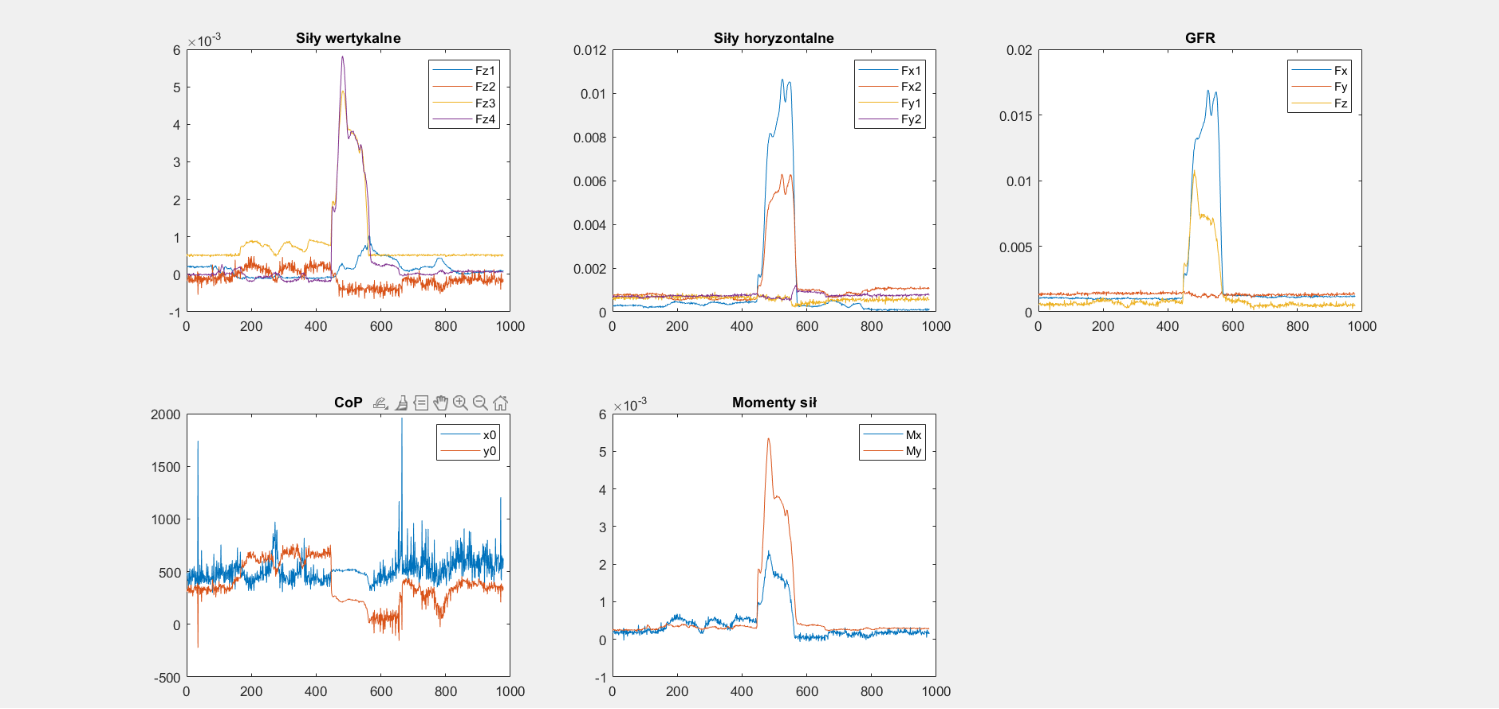 Siły wertykalne
×10⁻³
6
5
4
3
2
1
0
-1
0 200 400 600 800 1000
Fz1
Fz2
Fz3
Fz4
Siły horyzontalne
0.012
0.01
0.008
0.006
0.004
0.002
0
0 200 400 600 800 1000
Fx1
Fx2
Fy1
Fy2
GFR
0.02
0.015
0.01
0.005
0
0 200 400 600 800 1000
Fx
Fy
Fz
CoP
2000
1500
1000
500
0
-500
0 200 400 600 800 1000
x0
y0
Momenty sił
×10⁻³
6
5
4
3
2
1
0
-1
0 200 400 600 800 1000
Mx
My